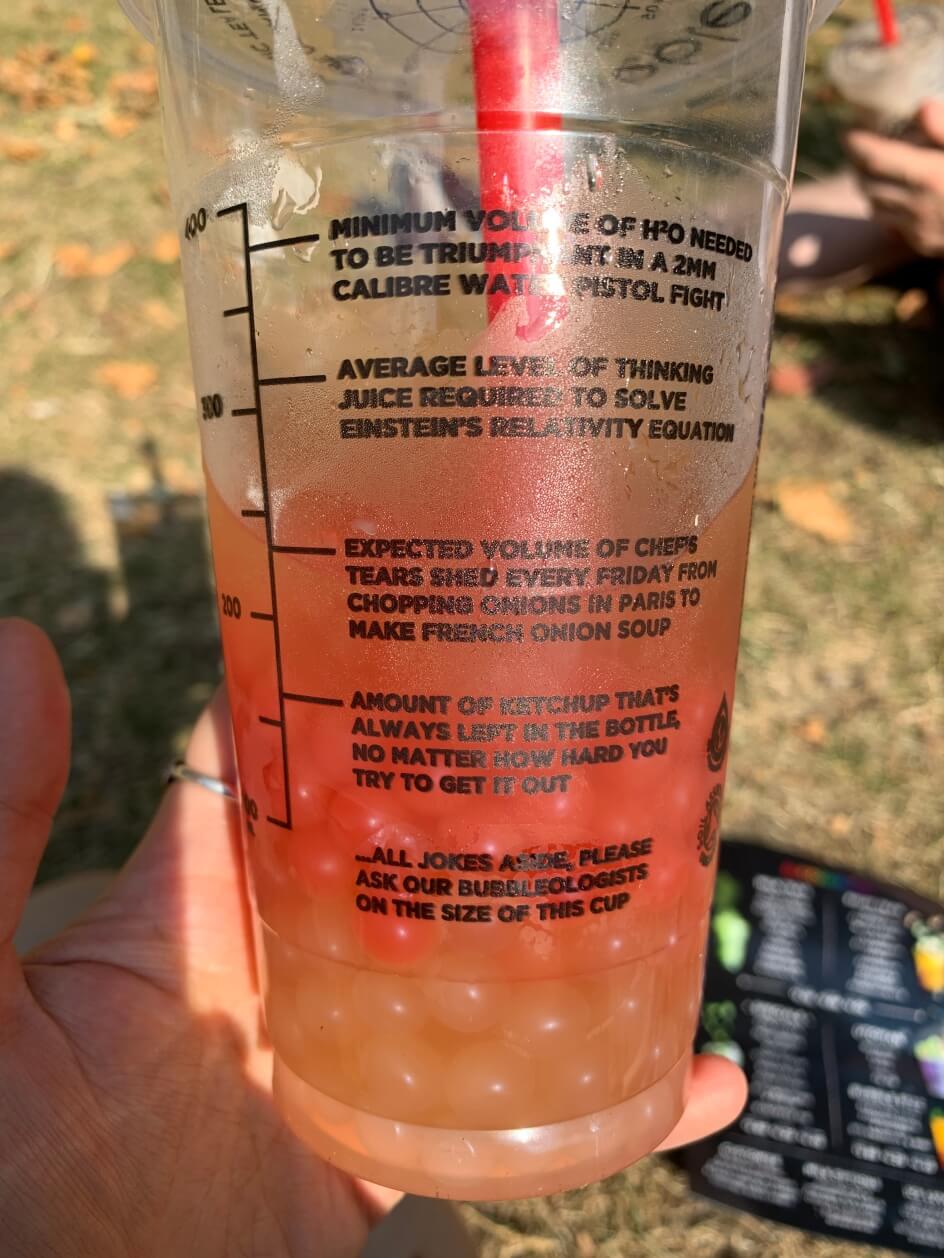 400
MINIMUM VOLUME OF H²O NEEDED
TO BE TRIUMPHANT IN A 2MM
CALIBRE WATER PISTOL FIGHT
AVERAGE LEVEL OF THINKING
JUICE REQUIRED TO SOLVE
EINSTEIN'S RELATIVITY EQUATION
300
EXPECTED VOLUME OF CHEF'S
TEARS SHED EVERY FRIDAY FROM
CHOPPING ONIONS IN PARIS TO
MAKE FRENCH ONION SOUP
200
AMOUNT OF KETCHUP THAT'S
ALWAYS LEFT IN THE BOTTLE,
NO MATTER HOW HARD YOU
TRY TO GET IT OUT
...ALL JOKES ASIDE, PLEASE
ASK OUR BUBBLEOLOGISTS
ON THE SIZE OF THIS CUP